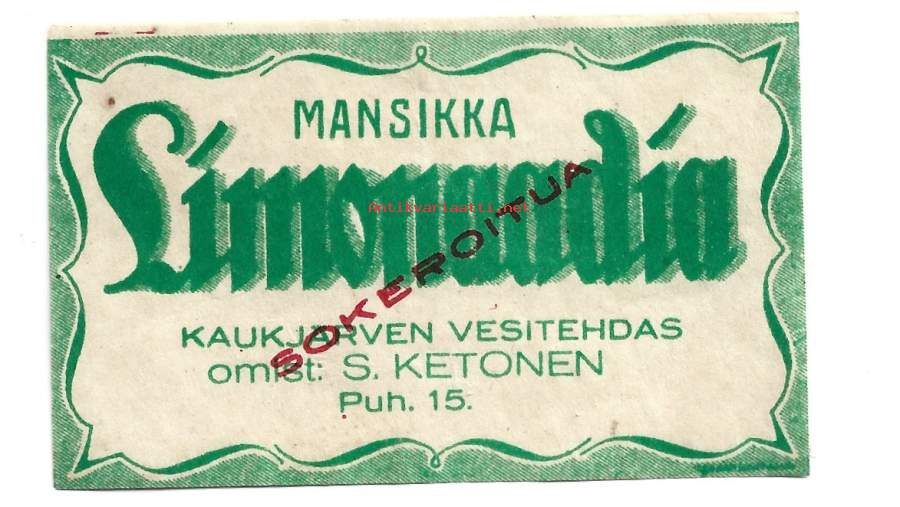 MANSIKKA
Limonaadia
SOKEROITUA
Antikvariaatti.net
KAUKJÄRVEN VESITEHDAS
omist: S. KETONEN
Puh. 15.